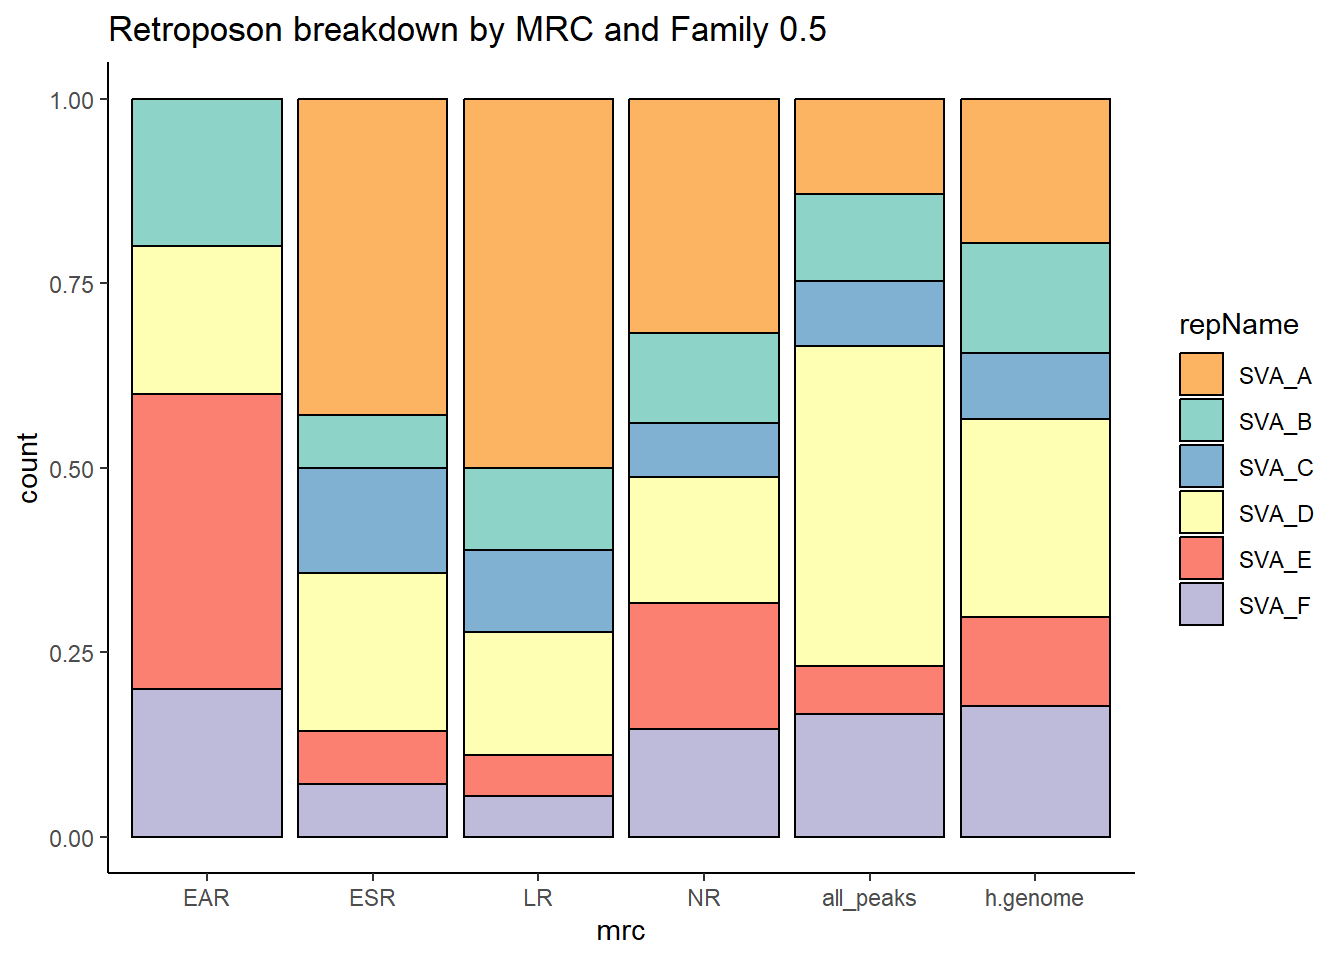 Retroposon breakdown by MRC and Family 0.5
1.00
0.75
0.50
0.25
0.00
count
EAR
ESR
LR
NR
all_peaks
h.genome
mrc
repName
SVA_A
SVA_B
SVA_C
SVA_D
SVA_E
SVA_F